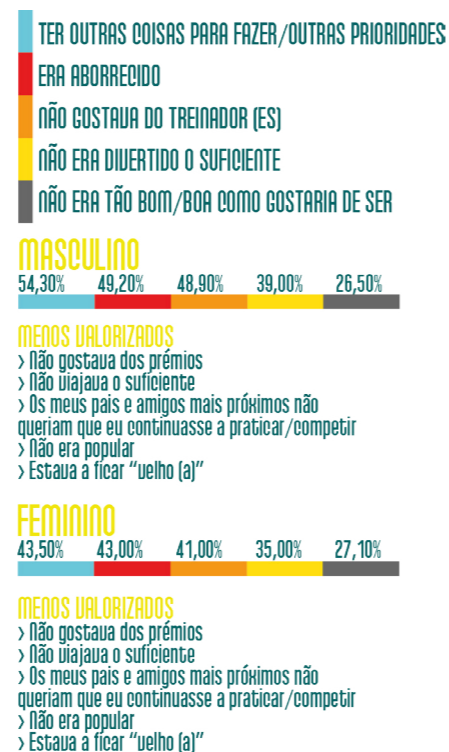 TER OUTRAS COISAS PARA FAZER/OUTRAS PRIORIDADES
ERA ABORRECIDO
NÃO GOSTAVA DO TREINADOR (ES)
NÃO ERA DIVERTIDO O SUFICIENTE
NÃO ERA TÃO BOM/BOA COMO GOSTARIA DE SER
MASCULINO
54,30% 49,20% 48,90% 39,00% 26,50%
MENOS VALORIZADOS
> Não gostava dos prémios
> Não viajava o suficiente
> Os meus pais e amigos mais próximos não
queriam que eu continuasse a praticar/competir
> Não era popular
> Estava a ficar "velho (a)"
FEMININO
43,50% 43,00% 41,00% 35,00% 27,10%
MENOS VALORIZADOS
> Não gostava dos prémios
> Não viajava o suficiente
> Os meus pais e amigos mais próximos não
queriam que eu continuasse a praticar/competir
> Não era popular
> Estava a ficar "velho (a)"